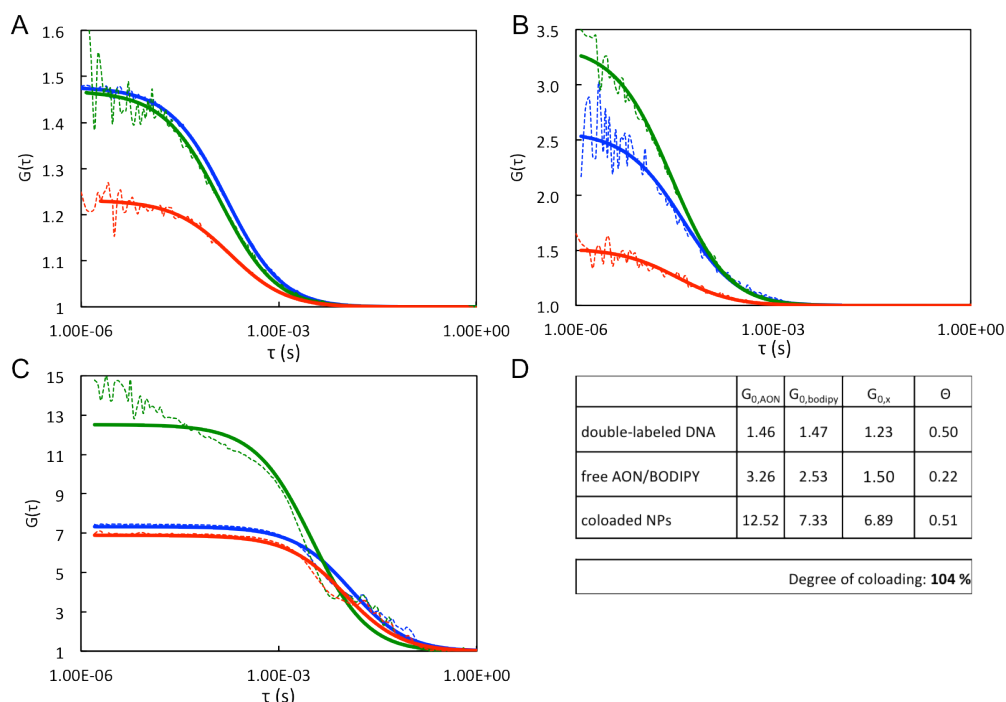 A
1.6
1.5
1.4
1.3
1.2
1.1
1
G(τ)
1.00E-06
1.00E-03
1.00E+00
τ (s)
B
3.5
3.0
2.5
2.0
1.5
1.0
G(τ)
1.00E-06
1.00E-03
1.00E+00
τ (s)
C
15
13
11
9
7
5
3
1
G(τ)
1.00E-06
1.00E-03
1.00E+00
τ (s)
D
G0,AON G0,bodipy G0,x Θ
double-labeled DNA 1.46 1.47 1.23 0.50
free AON/BODIPY 3.26 2.53 1.50 0.22
coloaded NPs 12.52 7.33 6.89 0.51
Degree of coloading: 104 %